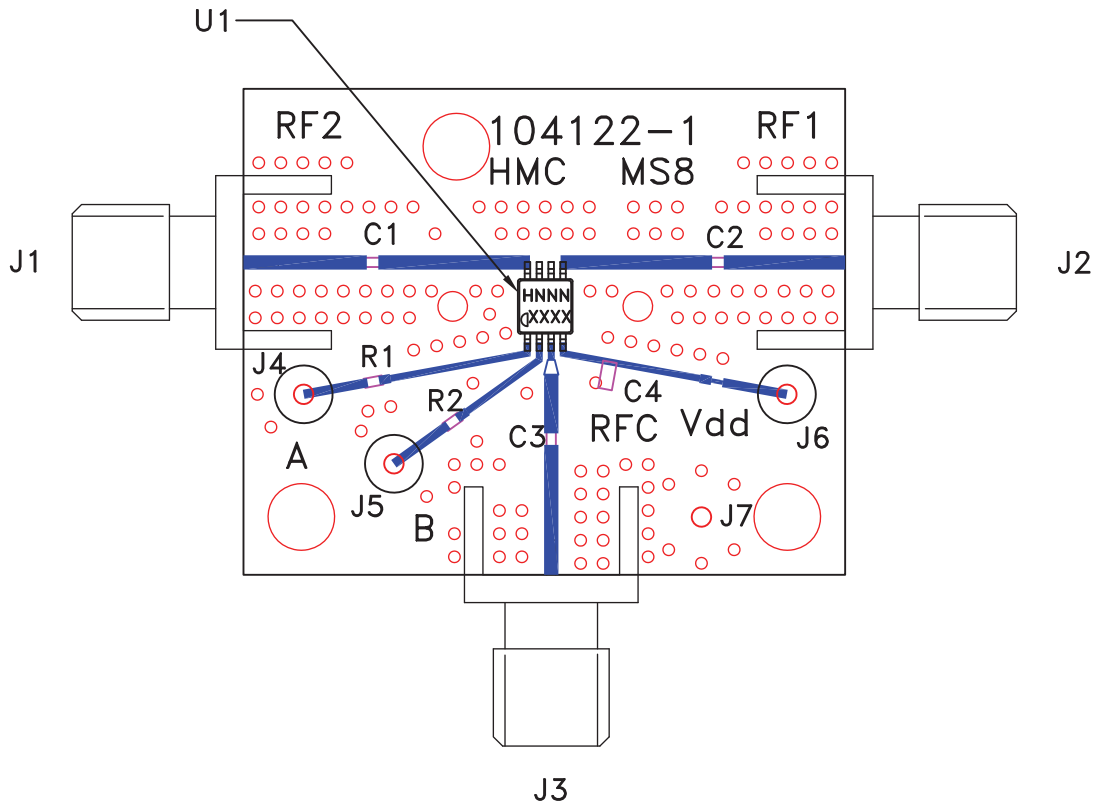 U1
RF2
104122-1
RF1
HMC MS8
C1
C2
J1
J2
HNNN
XXXX
J4
R1
R2
C4
C3
RFC
Vdd
J6
A
J5
B
J7
J3